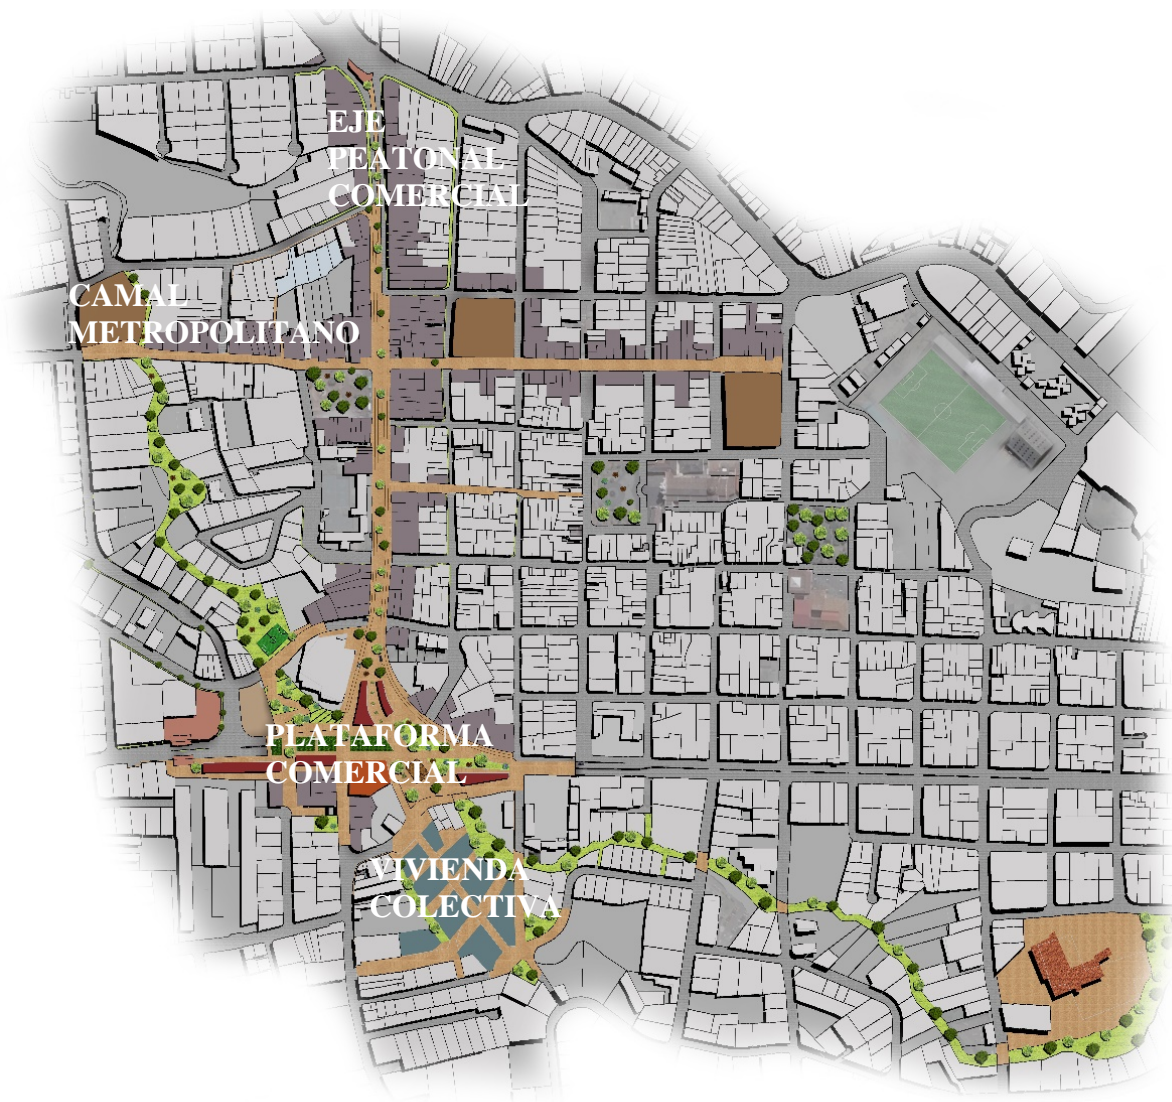 EJE
PEATONAL
COMERCIAL
CAMAL
METROPOLITANO
PLATAFORMA
COMERCIAL
VIVIENDA
COLECTIVA